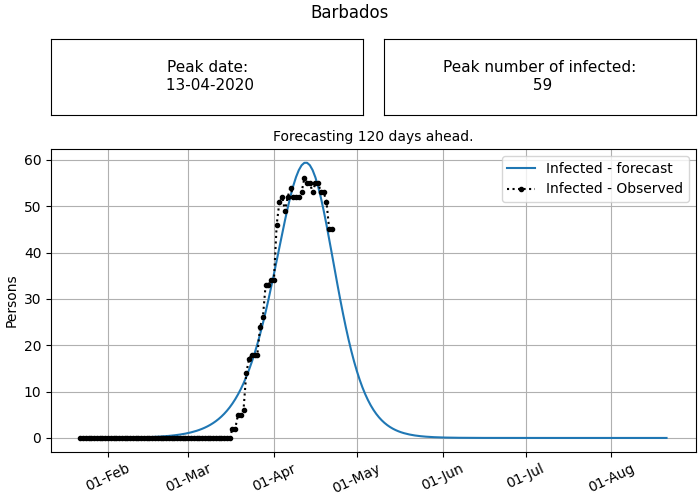 Barbados
Peak date:
13-04-2020
Peak number of infected:
59
Forecasting 120 days ahead.
Infected - forecast
Infected - Observed
Persons
60
50
40
30
20
10
0
01-Feb
01-Mar
01-Apr
01-May
01-Jun
01-Jul
01-Aug